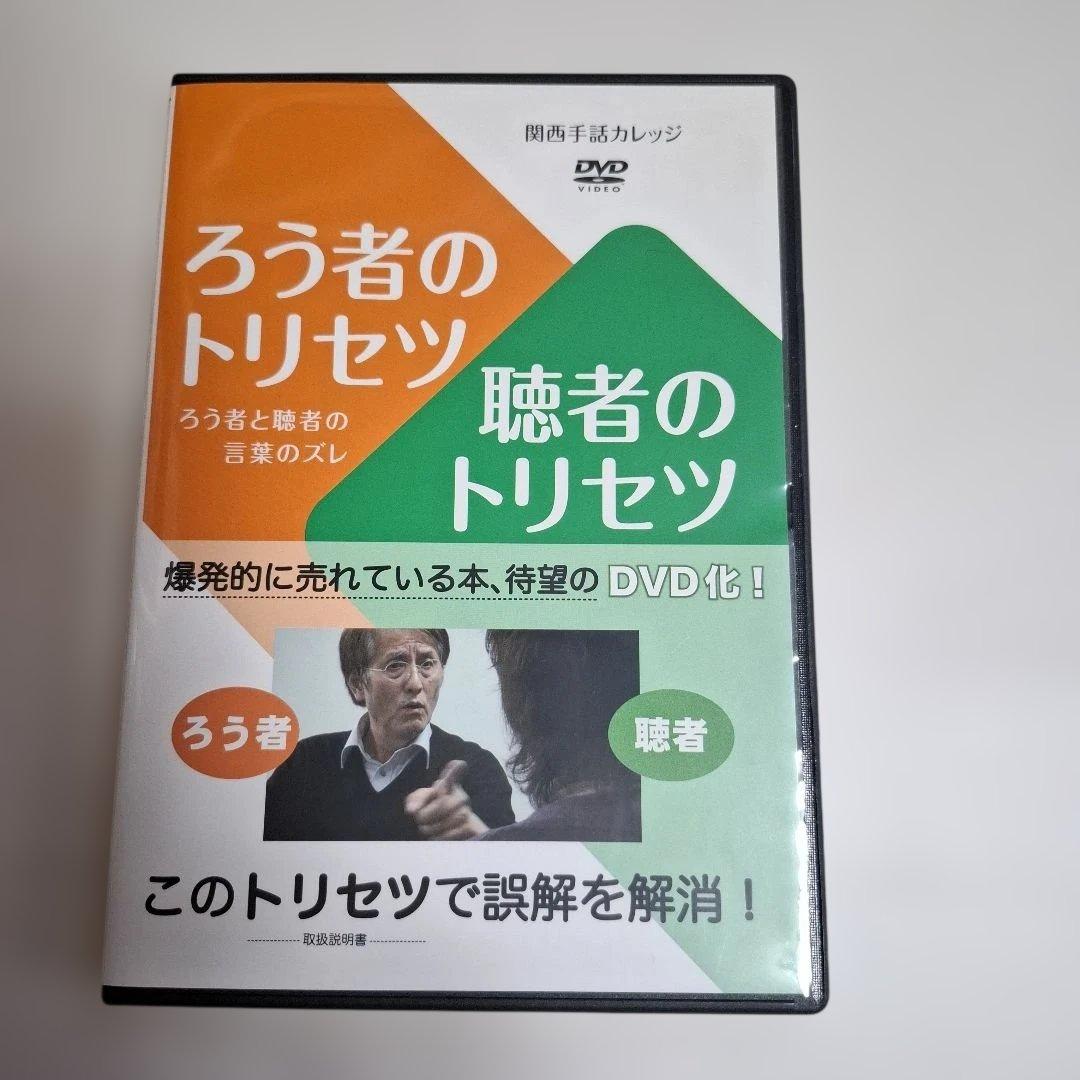 関西手話カレッジ
DVD
VIDEO
ろう者の
トリセツ
ろう者と聴者の
言葉のズレ
聴者の
トリセツ
爆発的に売れている本、待望の DVD化！
ろう者
聴者
このトリセツで誤解を解消！
取扱説明書